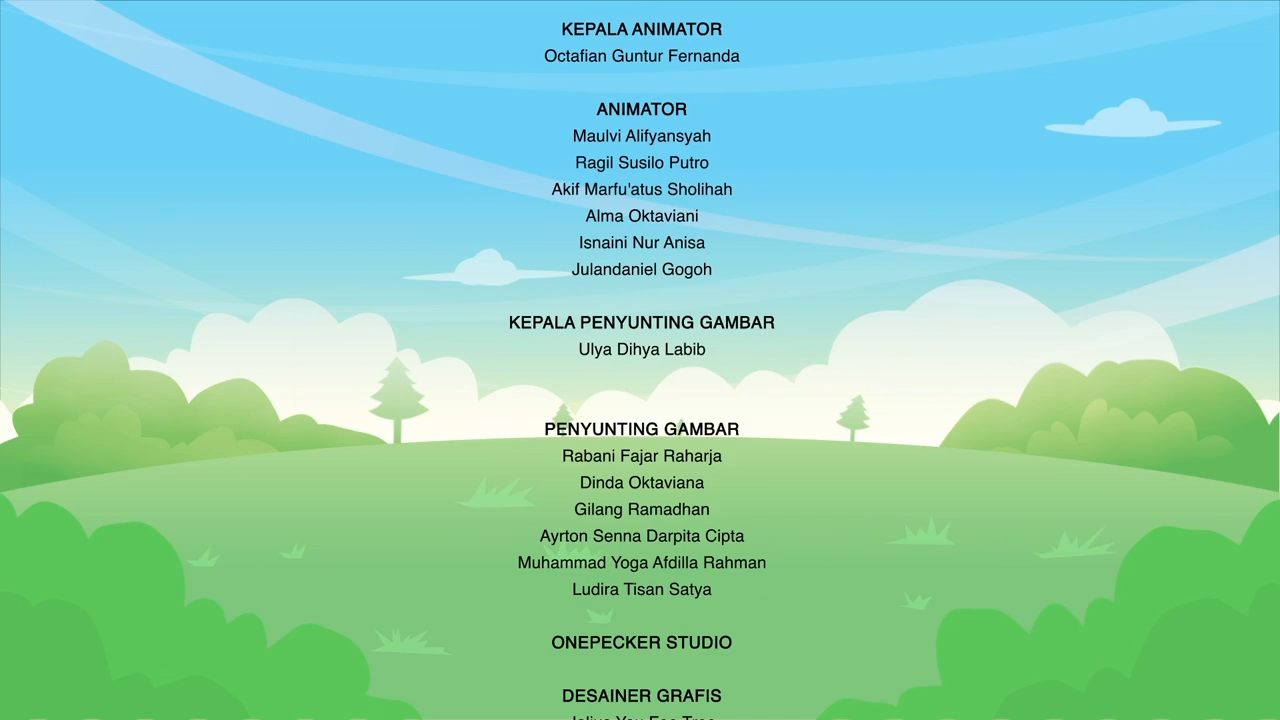 KEPALA ANIMATOR
Octafian Guntur Fernanda
ANIMATOR
Maulvi Alifyansyah
Ragil Susilo Putro
Akif Marfu'atus Sholihah
Alma Oktaviani
Isnaini Nur Anisa
Julandaniel Gogoh
KEPALA PENYUNTING GAMBAR
Ulya Dihya Labib
PENYUNTING GAMBAR
Rabani Fajar Raharja
Dinda Oktaviana
Gilang Ramadhan
Ayrton Senna Darpita Cipta
Muhammad Yoga Afdilla Rahman
Ludira Tisan Satya
ONEPECKER STUDIO
DESAINER GRAFIS